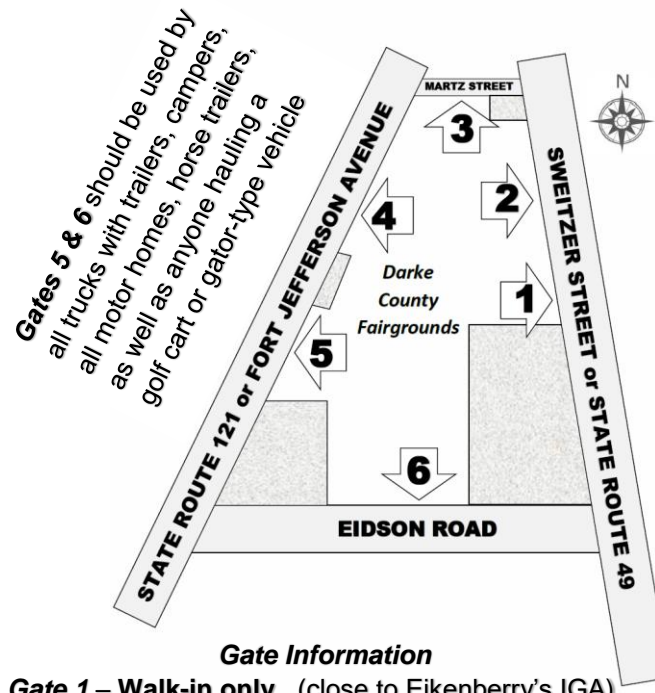 Gates 5 & 6 should be used by
all trucks with trailers, campers,
all motor homes, horse trailers,
as well as anyone hauling a
golf cart or gator-type vehicle
MARTZ STREET
N
3
SWEITZER STREET or STATE ROUTE 49
STATE ROUTE 121 or FORT JEFFERSON AVENUE
2
4
Darke
County
Fairgrounds
1
5
6
EIDSON ROAD
Gate Information
Gate 1 – Walk-in only (close to Eikenberry's IGA)